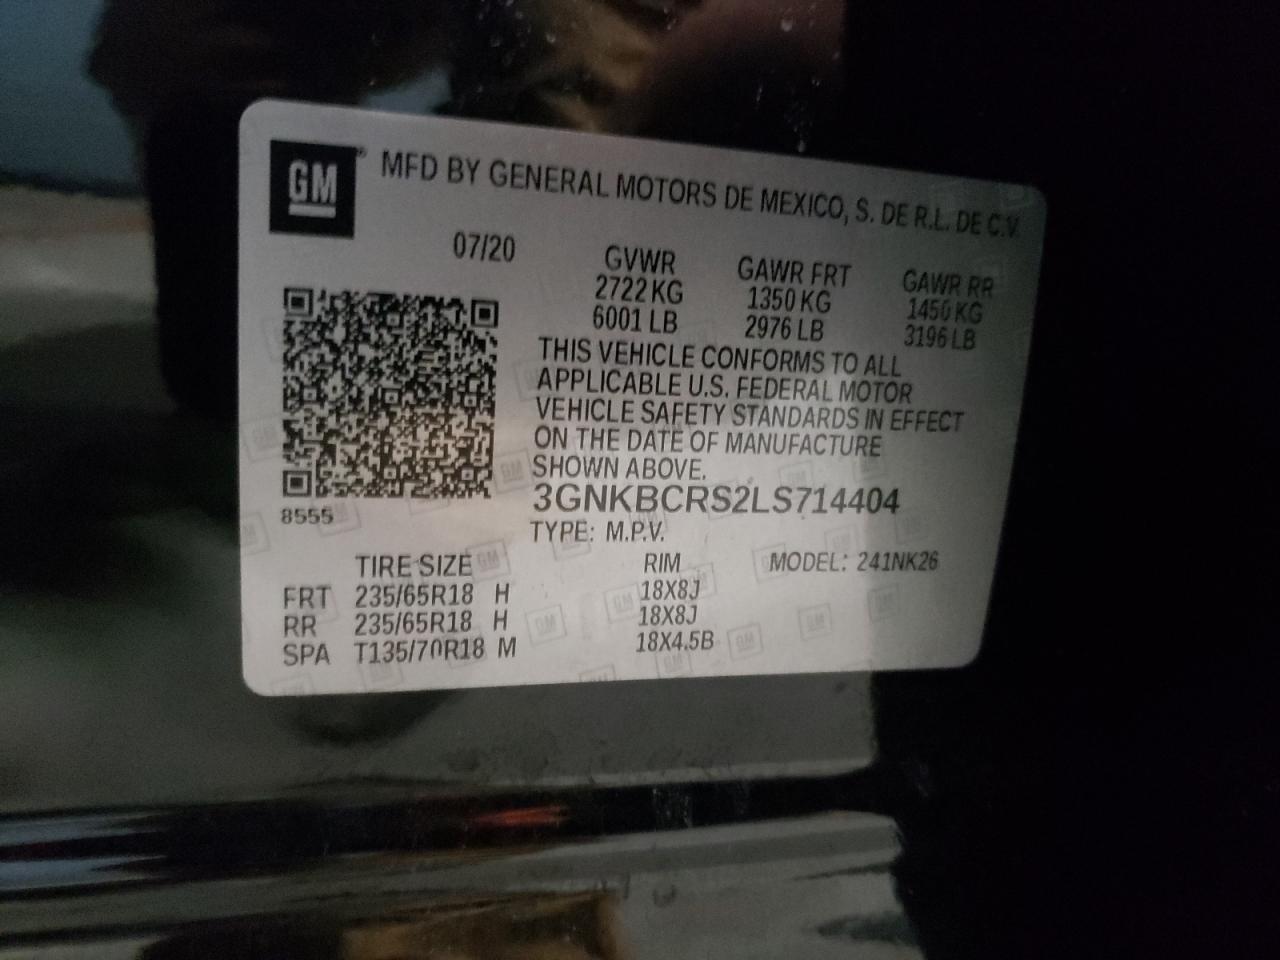 GM
MFD BY GENERAL MOTORS DE MEXICO, S. DE R.L. DE C.V.
07/20
GVWR
2722 KG
6001 LB
GAWR FRT
1350 KG
2976 LB
GAWR RR
1450 KG
3196 LB
THIS VEHICLE CONFORMS TO ALL
APPLICABLE U.S. FEDERAL MOTOR
VEHICLE SAFETY STANDARDS IN EFFECT
ON THE DATE OF MANUFACTURE
SHOWN ABOVE.
3GNKBCRS2LS714404
8555
TYPE: M.P.V.
TIRE SIZE RIM MODEL: 241NK26
FRT 235/65R18 H 18X8J
RR 235/65R18 H 18X8J
SPA T135/70R18 M 18X4.5B